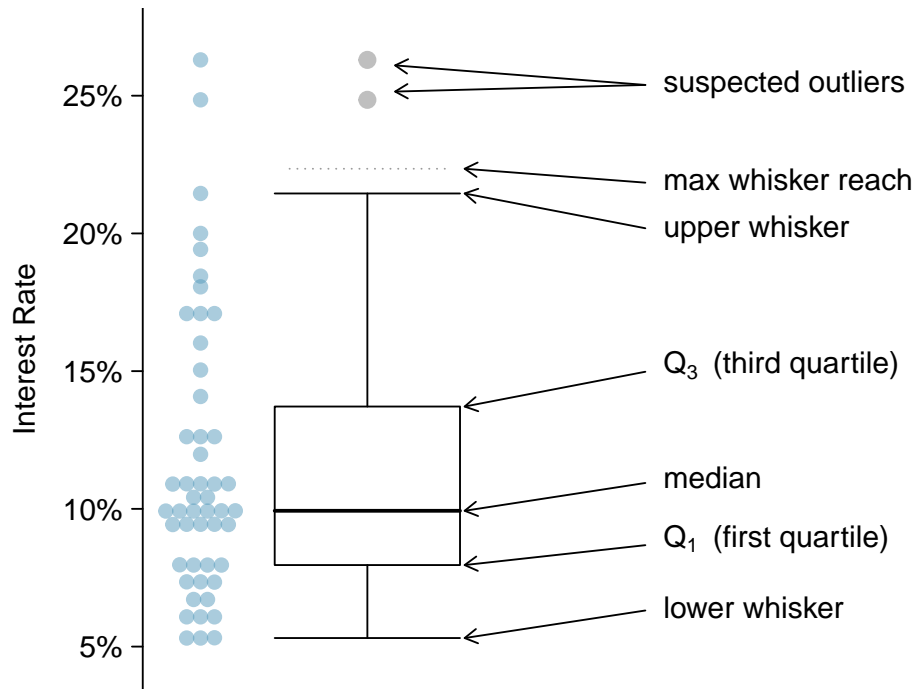 Interest Rate
25%
20%
15%
10%
5%
suspected outliers
max whisker reach
upper whisker
Q₃ (third quartile)
median
Q₁ (first quartile)
lower whisker